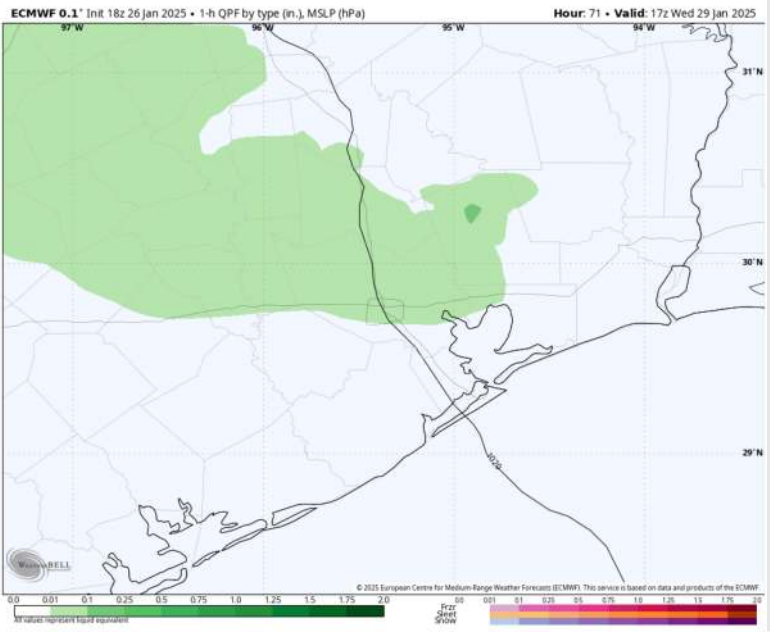 ECMWF 0.1° Init 18z 26 Jan 2025 • 1-h QPF by type (in.), MSLP (hPa)
Hour: 71 • Valid: 17z Wed 29 Jan 2025
97°W 96°W 95°W 94°W
31°N
30°N
29°N
1020
WeatherBELL
© 2025 European Centre for Medium-Range Weather Forecasts (ECMWF). This service is based on data and products of the ECMWF.
0.0 0.01 0.1 0.25 0.5 0.75 1.0 1.25 1.5 1.75 2.0
All values represent liquid equivalent
0.0 0.01 0.1 0.25 0.5 0.75 1.0 1.25 1.5 1.75 2.0
Frzr
Sleet
Snow